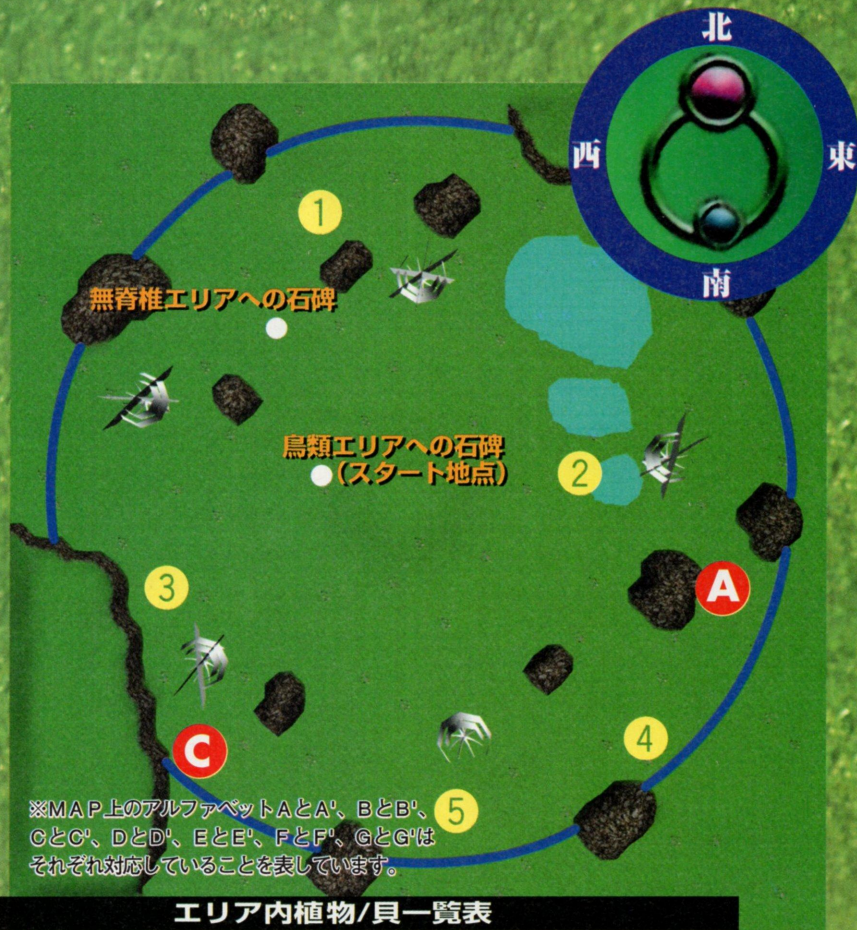 北
西
東
南
1
無脊椎エリアへの石碑
鳥類エリアへの石碑
(スタート地点)
2
3
A
C
4
5
※MAP上のアルファベットAとA'、BとB'、
CとC'、DとD'、EとE'、FとF'、GとG'は
それぞれ対応していることを表しています。
エリア内植物/貝一覧表